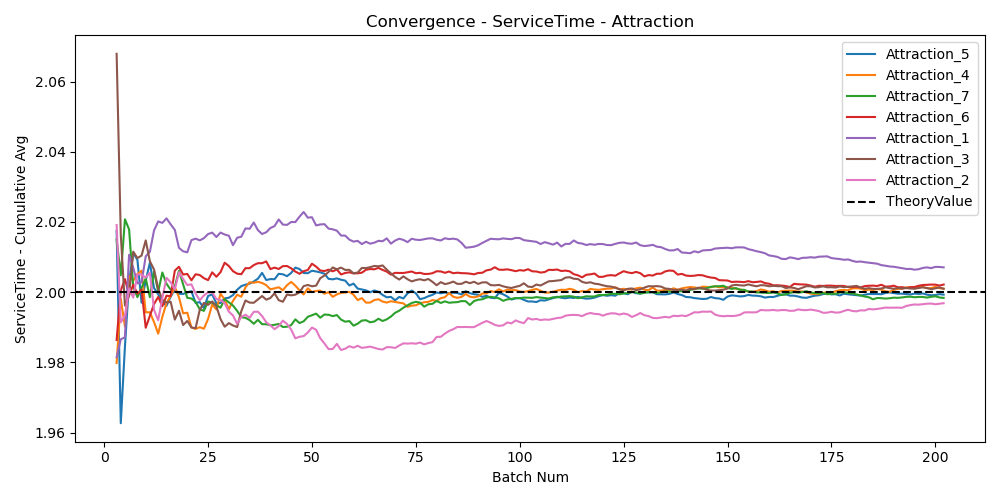 Convergence - ServiceTime - Attraction
ServiceTime - Cumulative Avg
2.06
2.04
2.02
2.00
1.98
1.96
Attraction_5
Attraction_4
Attraction_7
Attraction_6
Attraction_1
Attraction_3
Attraction_2
TheoryValue
0 25 50 75 100 125 150 175 200
Batch Num